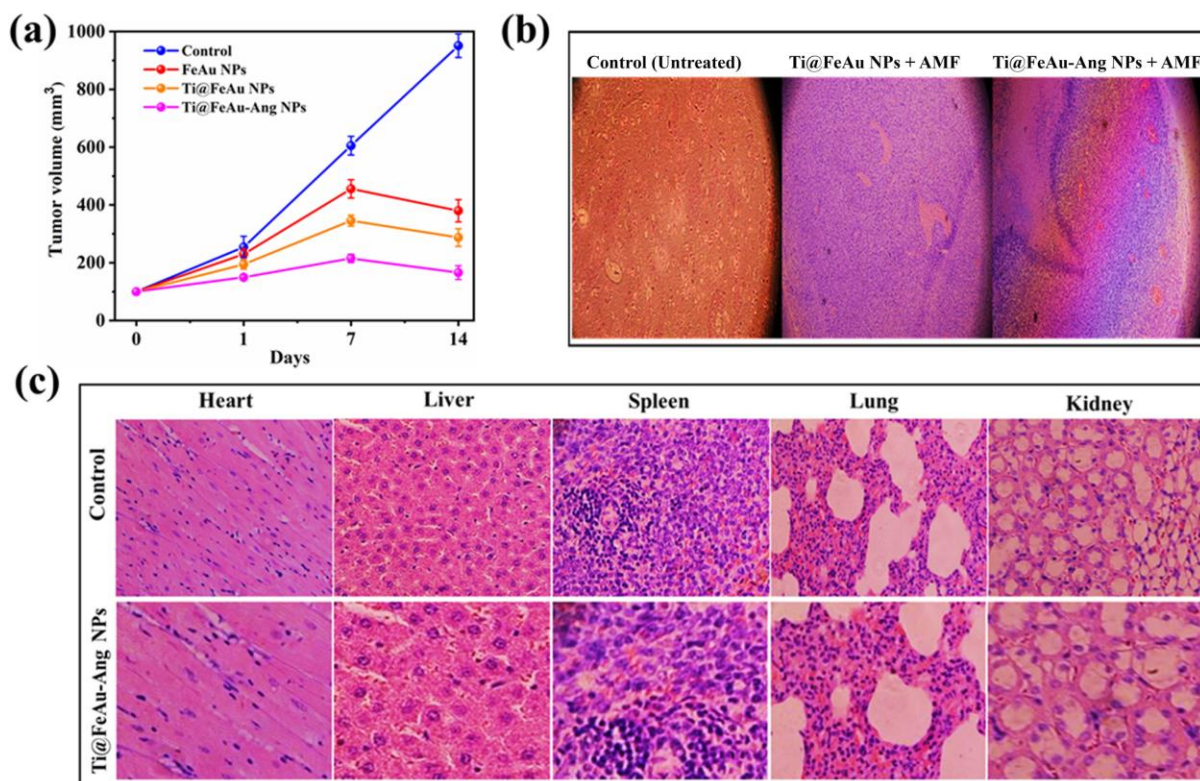 (a)
Tumor volume (mm³)
1000
800
600
400
200
0
Control
FeAu NPs
Ti@FeAu NPs
Ti@FeAu-Ang NPs
0 1 7 14
Days
(b)
Control (Untreated) Ti@FeAu NPs + AMF Ti@FeAu-Ang NPs + AMF
(c)
Heart Liver Spleen Lung Kidney
Control
Ti@FeAu-Ang NPs